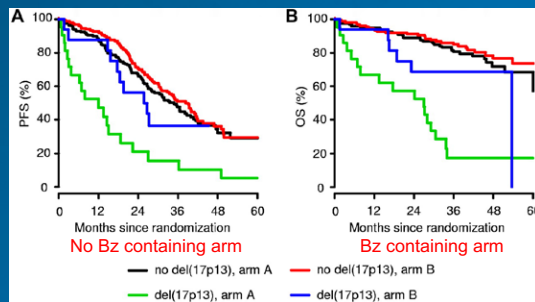 A
B
100
80
60
40
20
0
PFS (%)
0 12 24 36 48 60
Months since randomization
No Bz containing arm
100
80
60
40
20
0
OS (%)
0 12 24 36 48 60
Months since randomization
Bz containing arm
no del(17p13), arm A
no del(17p13), arm B
del(17p13), arm A
del(17p13), arm B